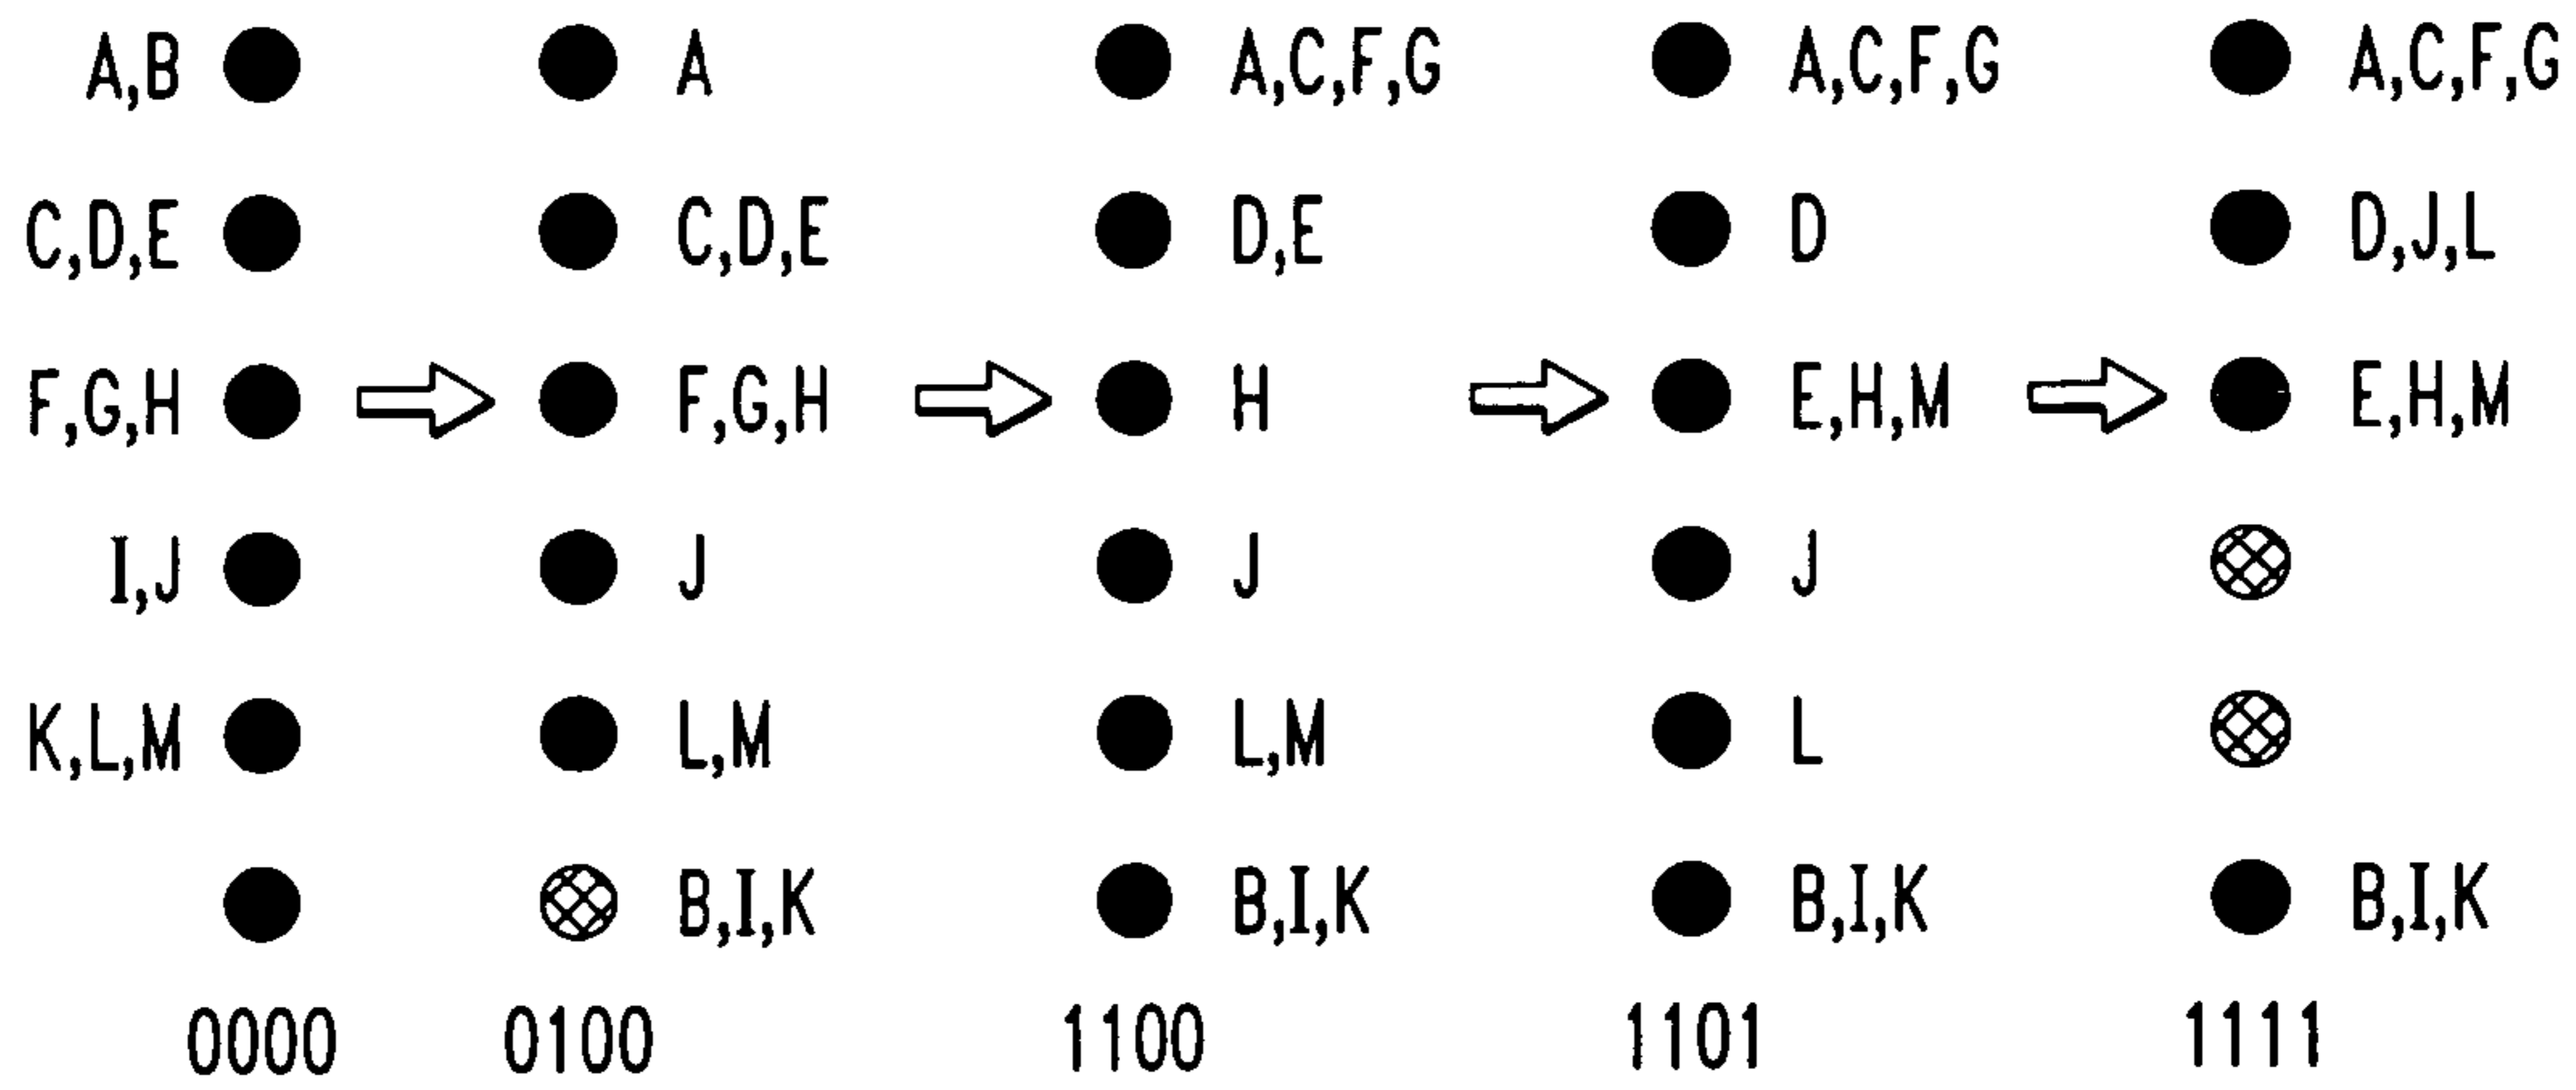 A,B A A,C,F,G A,C,F,G A,C,F,G
C,D,E C,D,E D,E D D,J,L
F,G,H F,G,H H E,H,M E,H,M
I,J J J J
K,L,M L,M L,M L
B,I,K B,I,K B,I,K B,I,K
0000 0100 1100 1101 1111